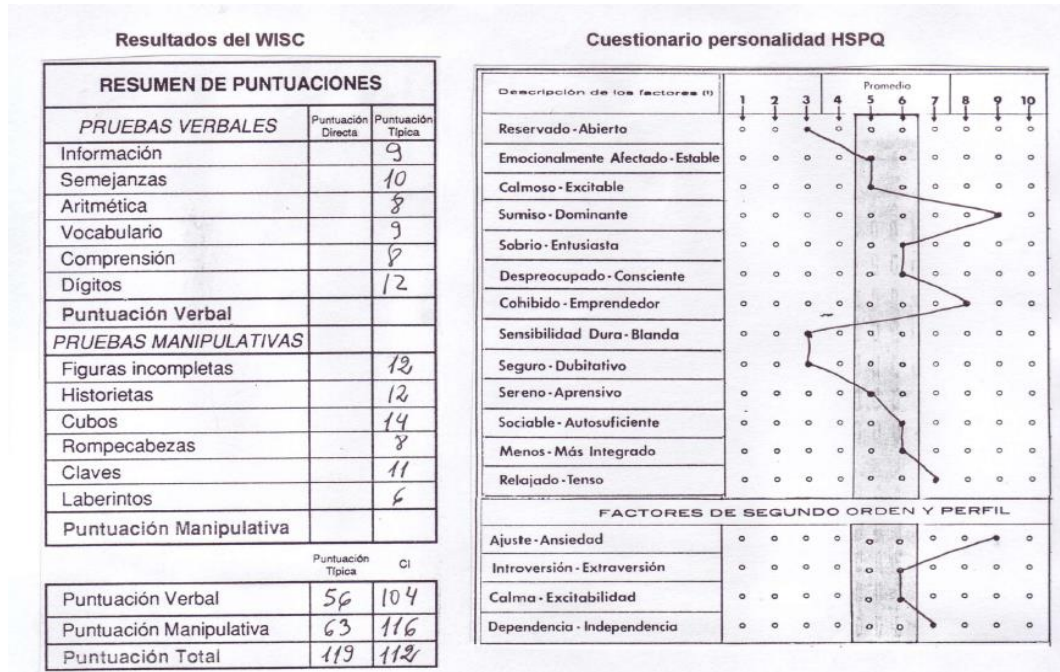 Resultados del WISC
RESUMEN DE PUNTUACIONES
PRUEBAS VERBALES Puntuación Directa Puntuación Típica
Información 9
Semejanzas 10
Aritmética 8
Vocabulario 9
Comprensión 8
Dígitos 12
Puntuación Verbal
PRUEBAS MANIPULATIVAS
Figuras incompletas 12
Historietas 12
Cubos 14
Rompecabezas 8
Claves 11
Laberintos 6
Puntuación Manipulativa
Puntuación Típica CI
Puntuación Verbal 56 104
Puntuación Manipulativa 63 116
Puntuación Total 119 112
Cuestionario personalidad HSPQ
Descripción de los factores (1) Promedio
1 2 3 4 5 6 7 8 9 10
Reservado - Abierto
Emocionalmente Afectado - Estable
Calmoso - Excitable
Sumiso - Dominante
Sobrio - Entusiasta
Despreocupado - Consciente
Cohibido - Emprendedor
Sensibilidad Dura - Blanda
Seguro - Dubitativo
Sereno - Aprensivo
Sociable - Autosuficiente
Menos - Más Integrado
Relajado - Tenso
FACTORES DE SEGUNDO ORDEN Y PERFIL
Ajuste - Ansiedad
Introversión - Extraversión
Calma - Excitabilidad
Dependencia - Independencia